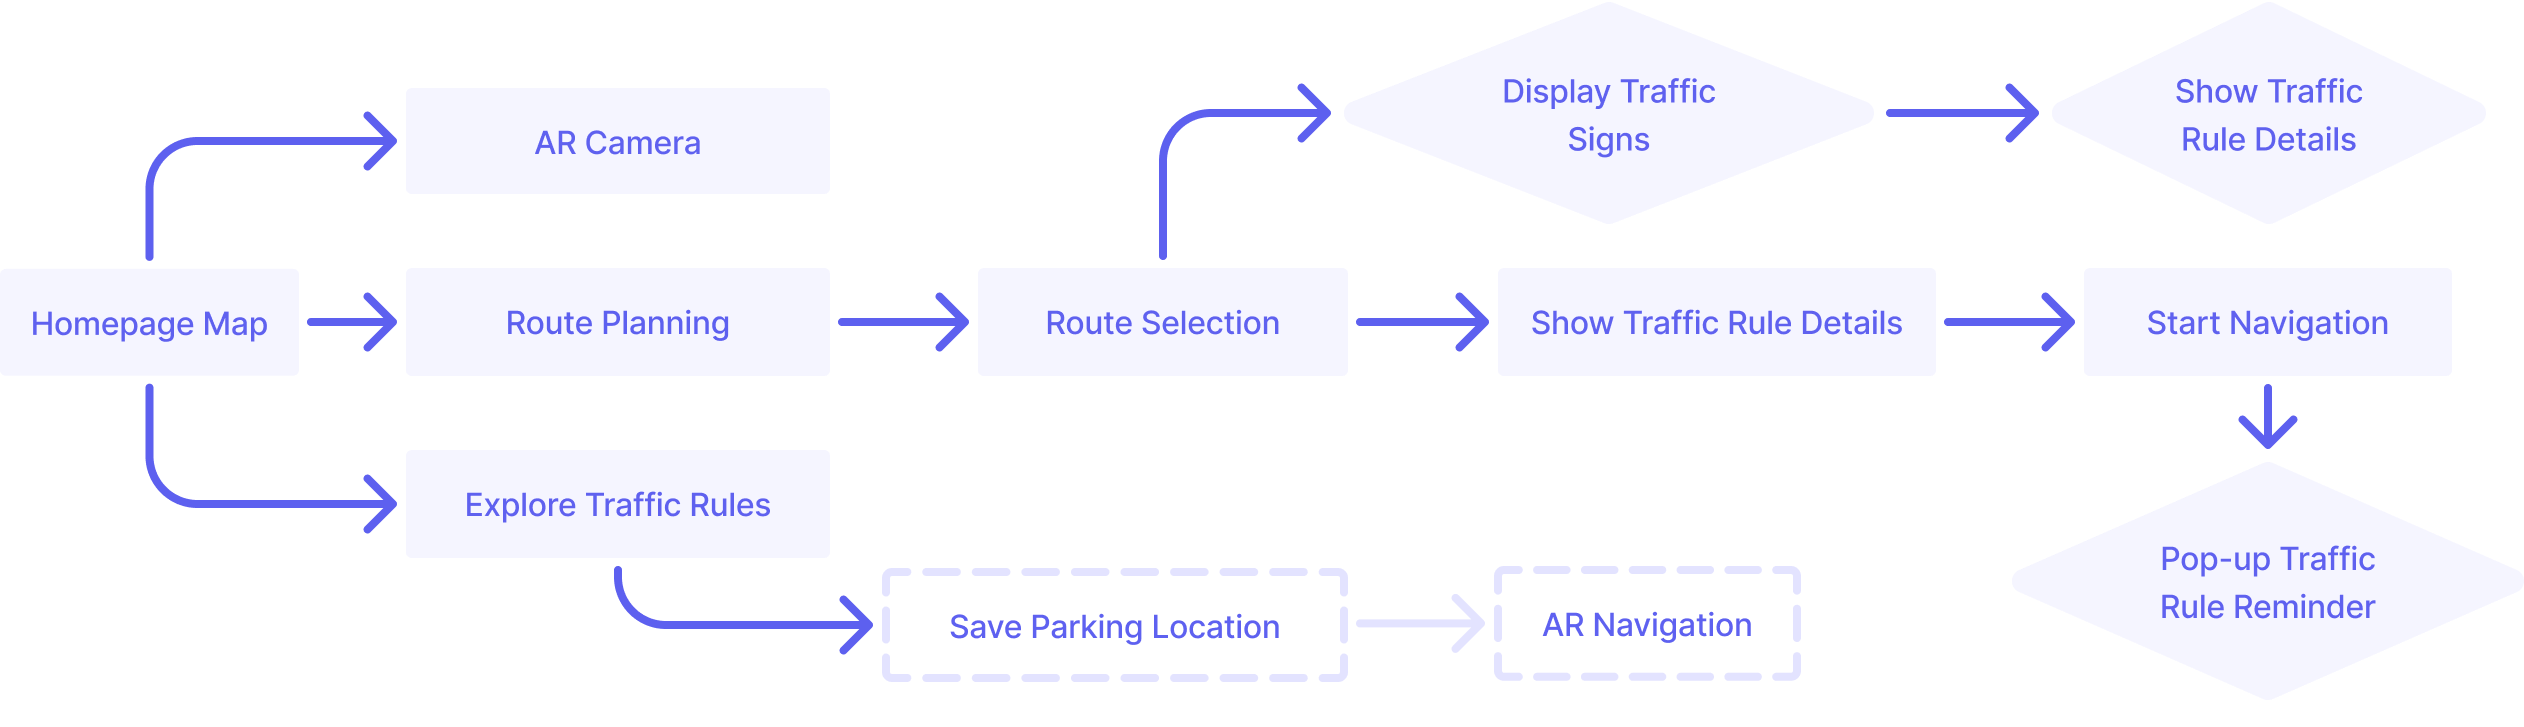 Display Traffic
Signs
Show Traffic
Rule Details
AR Camera
Homepage Map
Route Planning
Route Selection
Show Traffic Rule Details
Start Navigation
Explore Traffic Rules
Save Parking Location
AR Navigation
Pop-up Traffic
Rule Reminder